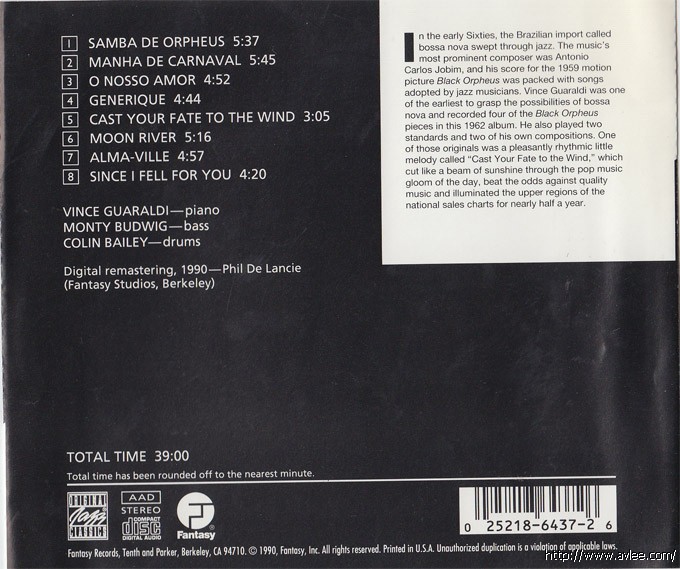 1 SAMBA DE ORPHEUS 5:37
2 MANHA DE CARNAVAL 5:45
3 O NOSSO AMOR 4:52
4 GENERIQUE 4:44
5 CAST YOUR FATE TO THE WIND 3:05
6 MOON RIVER 5:16
7 ALMA-VILLE 4:57
8 SINCE I FELL FOR YOU 4:20
VINCE GUARALDI—piano
MONTY BUDWIG—bass
COLIN BAILEY—drums
Digital remastering, 1990—Phil De Lancie
(Fantasy Studios, Berkeley)
In the early Sixties, the Brazilian import called
bossa nova swept through jazz. The music's
most prominent composer was Antonio
Carlos Jobim, and his score for the 1959 motion
picture Black Orpheus was packed with songs
adopted by jazz musicians. Vince Guaraldi was one
of the earliest to grasp the possibilities of bossa
nova and recorded four of the Black Orpheus
pieces in this 1962 album. He also played two
standards and two of his own compositions. One
of those originals was a pleasantly rhythmic little
melody called "Cast Your Fate to the Wind," which
cut like a beam of sunshine through the pop music
gloom of the day, beat the odds against quality
music and illuminated the upper regions of the
national sales charts for nearly half a year.
TOTAL TIME 39:00
Total time has been rounded off to the nearest minute.
ORIGINAL
Jazz
CLASSICS
AAD
STEREO
COMPACT
disc
DIGITAL AUDIO
F
Fantasy
0 25218-6437-2 6
Fantasy Records, Tenth and Parker, Berkeley, CA 94710. © 1990, Fantasy, Inc. All rights reserved. Printed in U.S.A. Unauthorized duplication is a violation of applicable laws.
http://www.avlee.com/